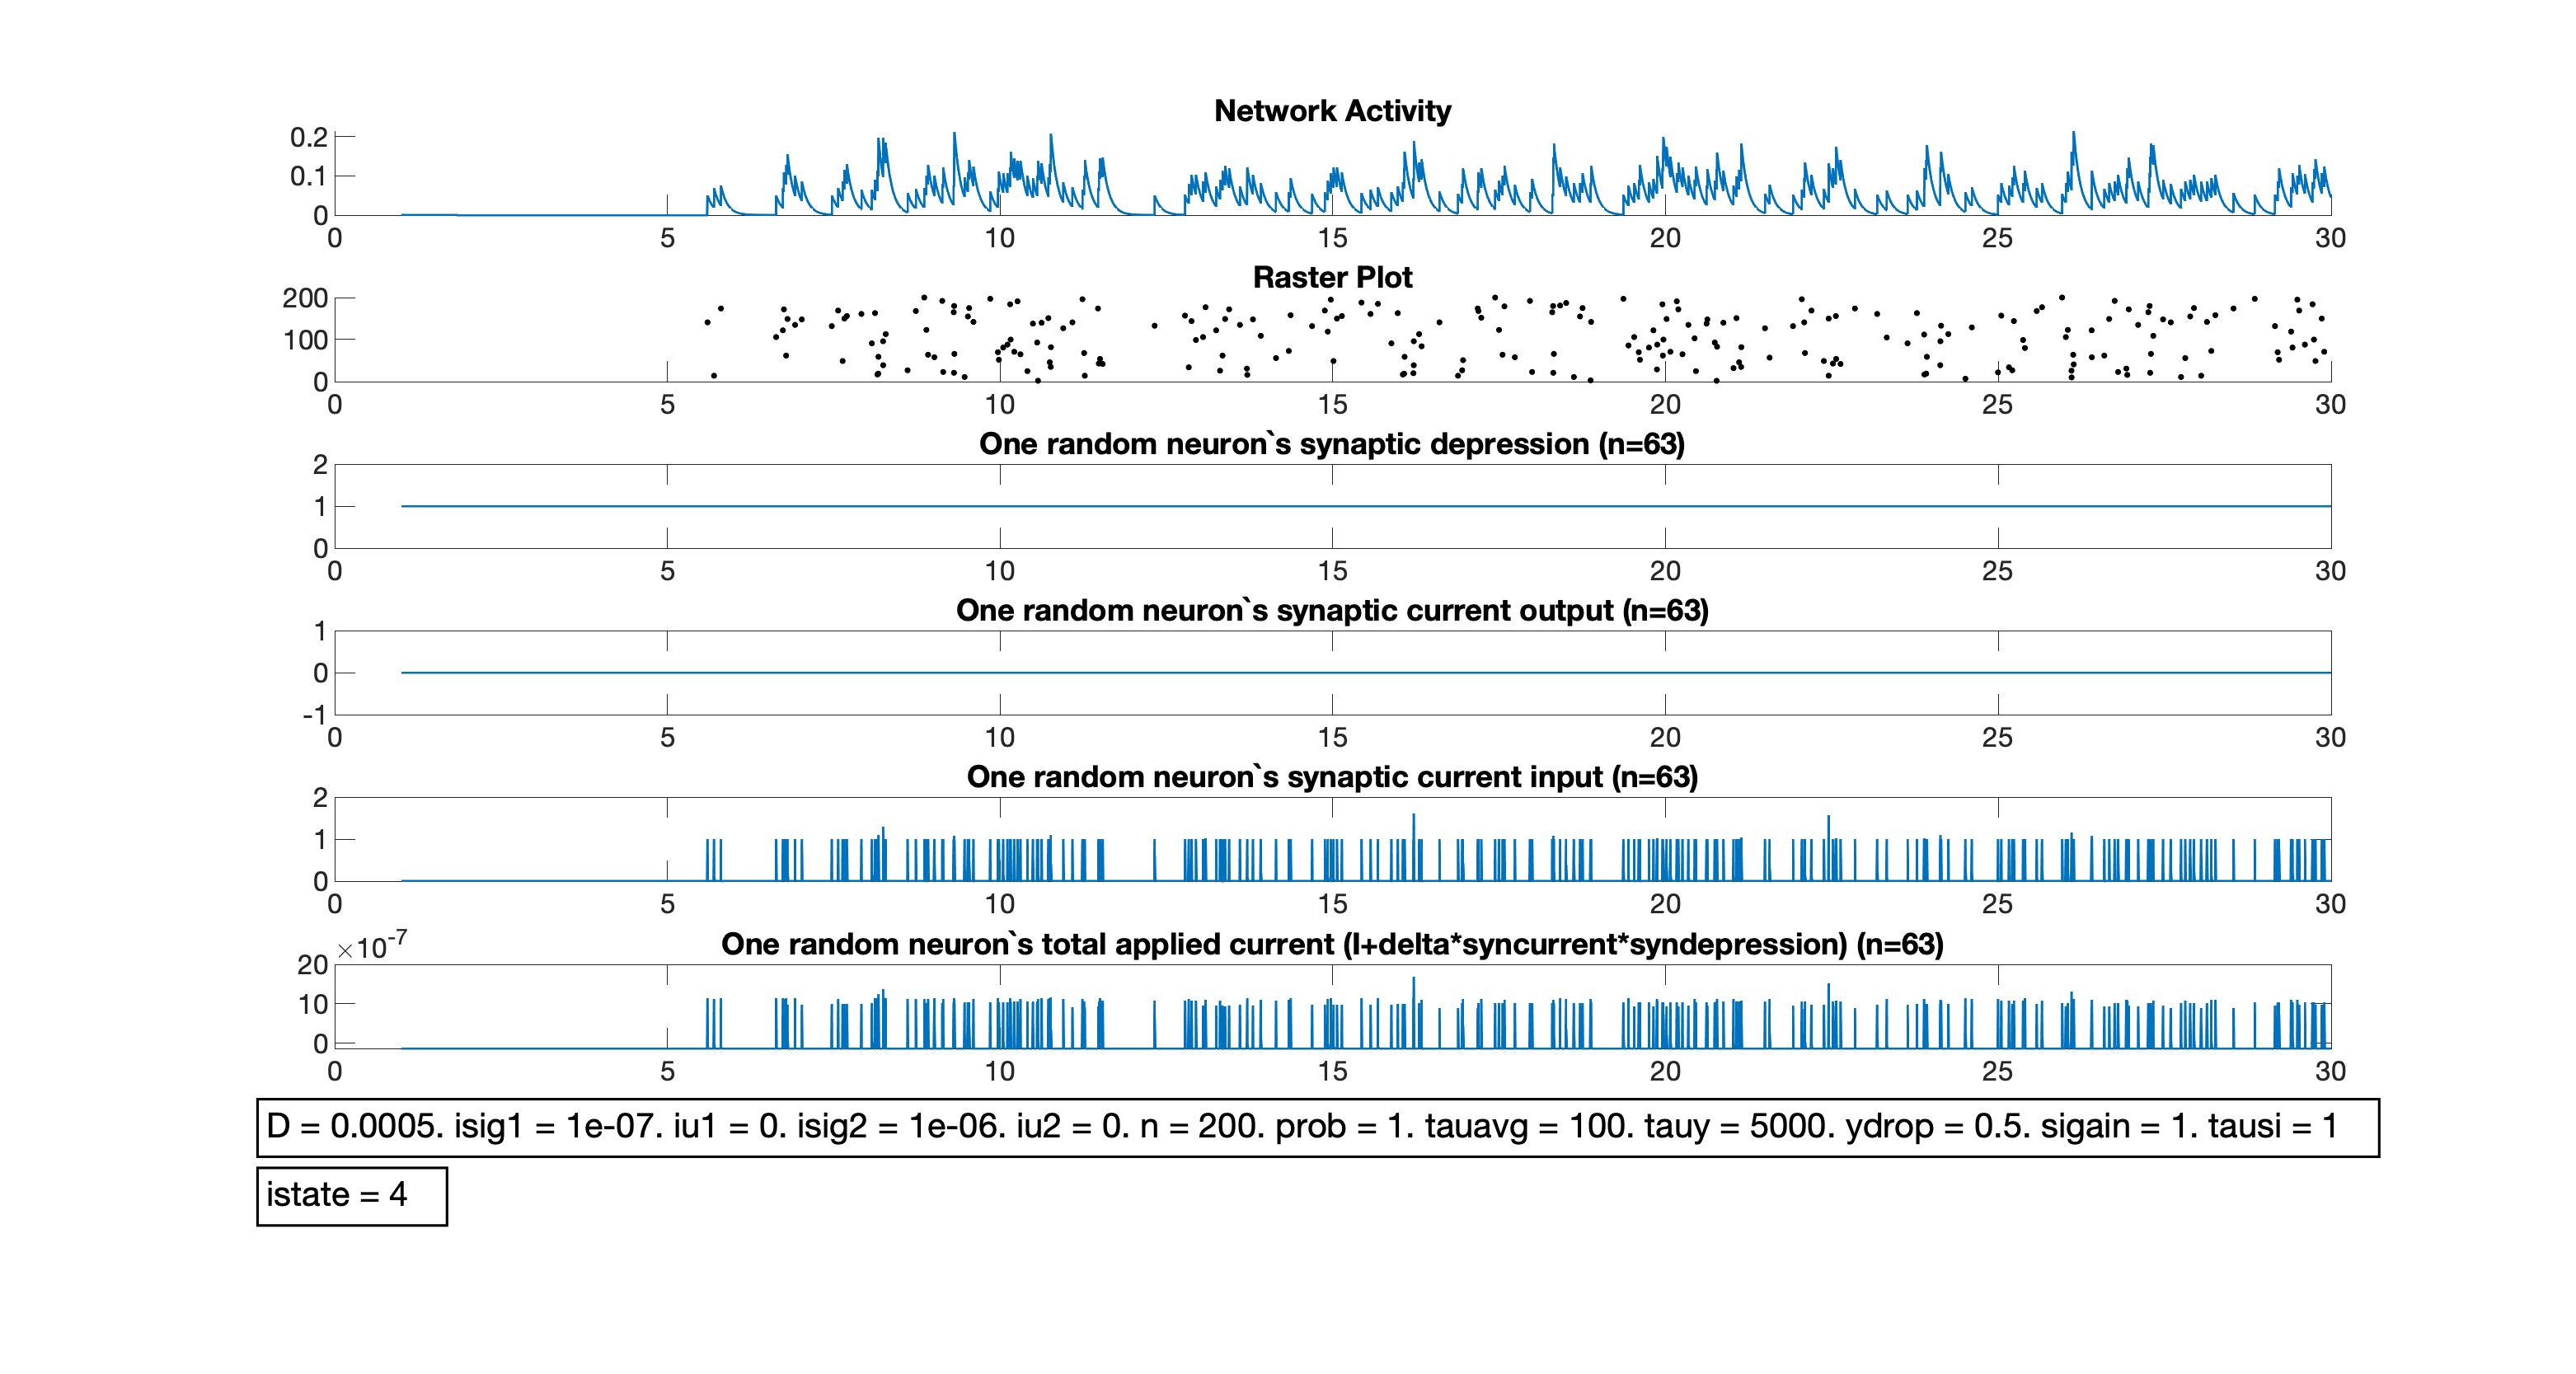 Network Activity
0.2
0.1
0
0 5 10 15 20 25 30
Raster Plot
200
100
0
0 5 10 15 20 25 30
One random neuron`s synaptic depression (n=63)
2
1
0
0 5 10 15 20 25 30
One random neuron`s synaptic current output (n=63)
1
0
-1
0 5 10 15 20 25 30
One random neuron`s synaptic current input (n=63)
2
1
0
0 5 10 15 20 25 30
×10-7
One random neuron`s total applied current (I+delta*syncurrent*syndepression) (n=63)
20
10
0
0 5 10 15 20 25 30
D = 0.0005. isig1 = 1e-07. iu1 = 0. isig2 = 1e-06. iu2 = 0. n = 200. prob = 1. tauavg = 100. tauy = 5000. ydrop = 0.5. sigain = 1. tausi = 1
istate = 4